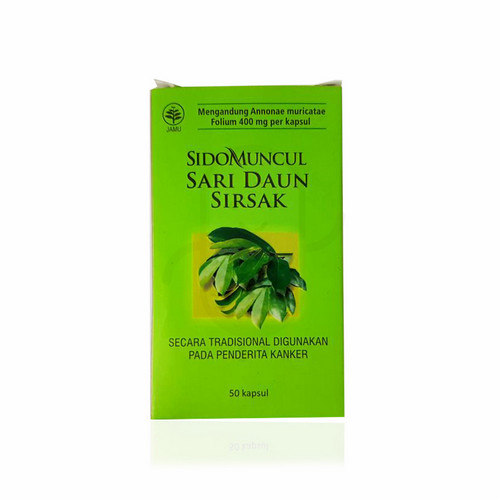 JAMU
Mengandung Annonae muricatae
Folium 400 mg per kapsul
SIDOMUNCUL
SARI DAUN
SIRSAK
SECARA TRADISIONAL DIGUNAKAN
PADA PENDERITA KANKER
50 kapsul